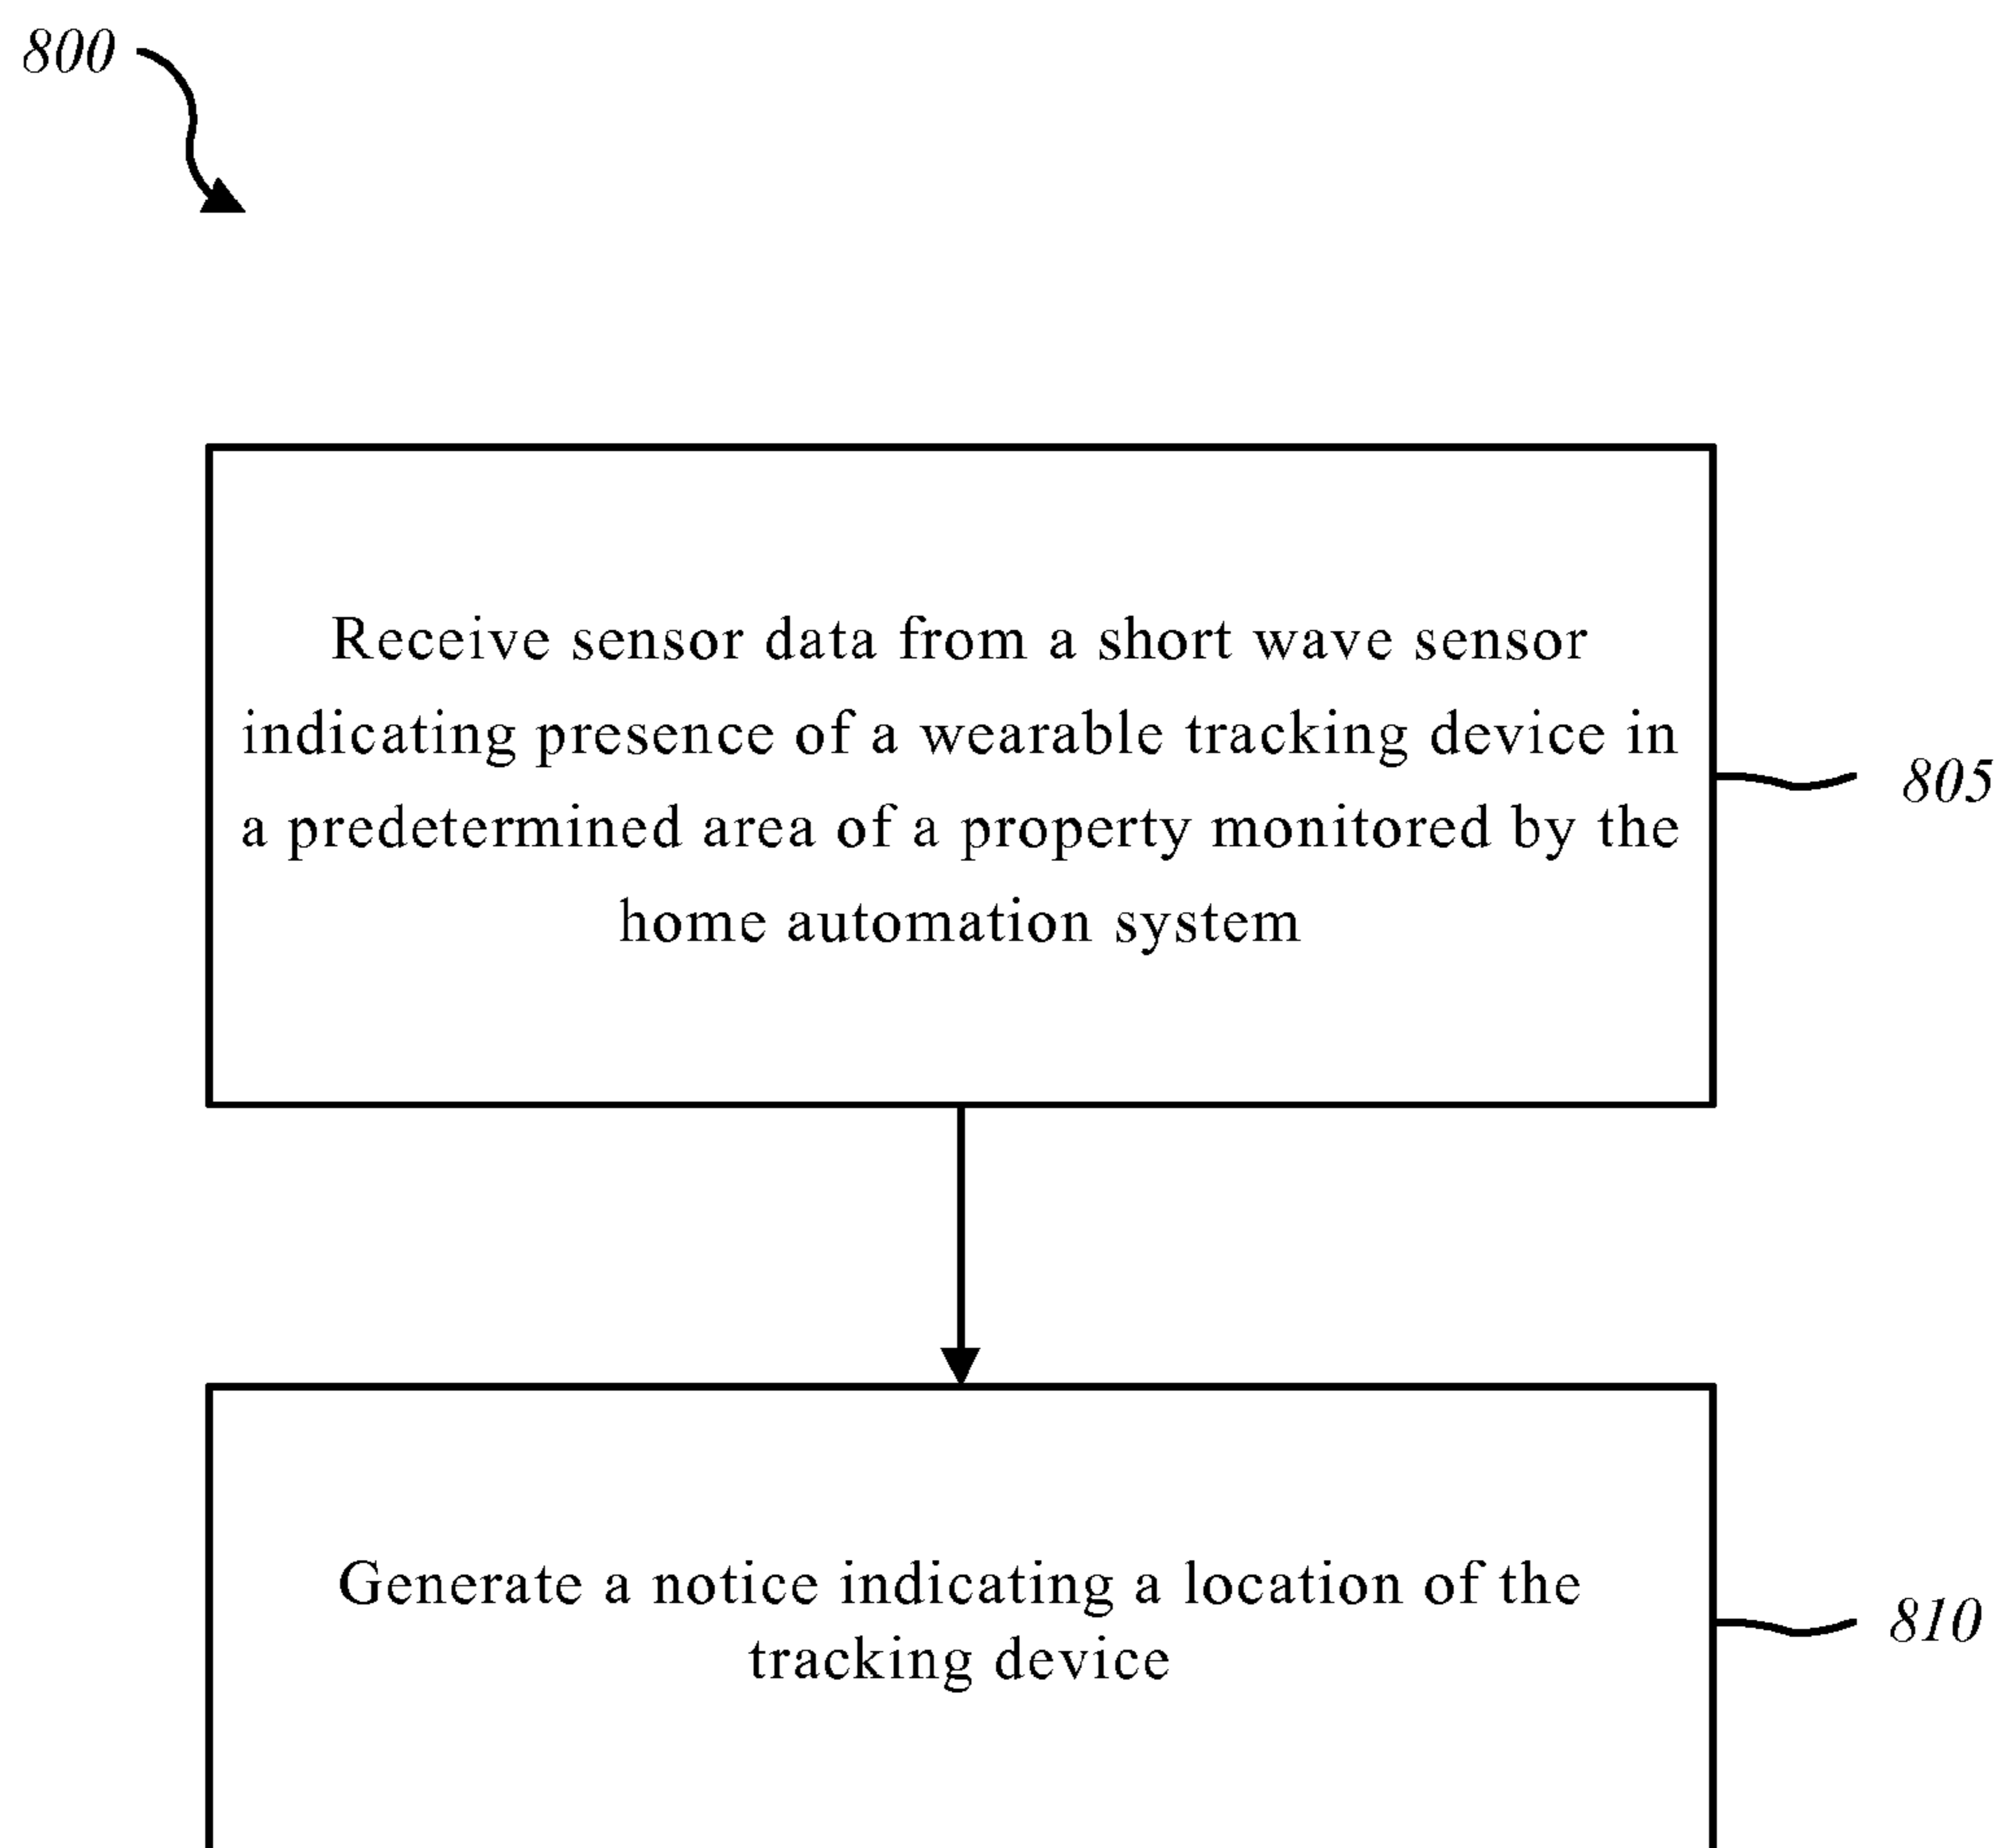 800
Receive sensor data from a short wave sensor
indicating presence of a wearable tracking device in
a predetermined area of a property monitored by the
home automation system
805
Generate a notice indicating a location of the
tracking device
810